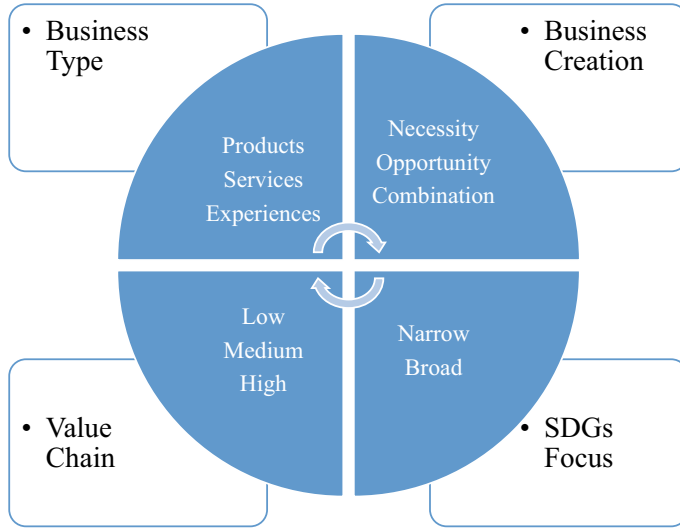 • Business
Type
• Business
Creation
Products
Services
Experiences
Necessity
Opportunity
Combination
Low
Medium
High
Narrow
Broad
• Value
Chain
• SDGs
Focus